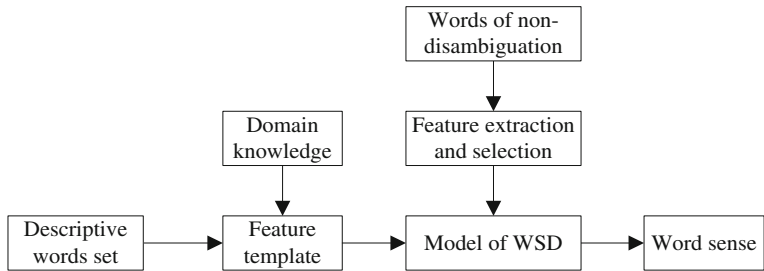 Words of non-
disambiguation
Domain
knowledge
Feature extraction
and selection
Descriptive
words set
Feature
template
Model of WSD
Word sense